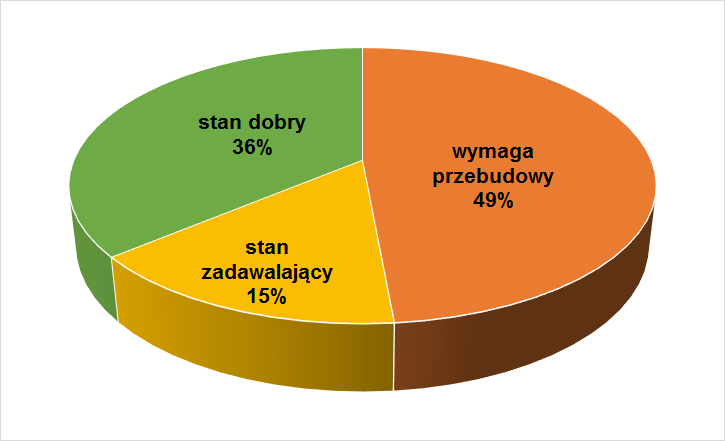 stan dobry
36%
wymaga
przebudowy
49%
stan
zadawalający
15%